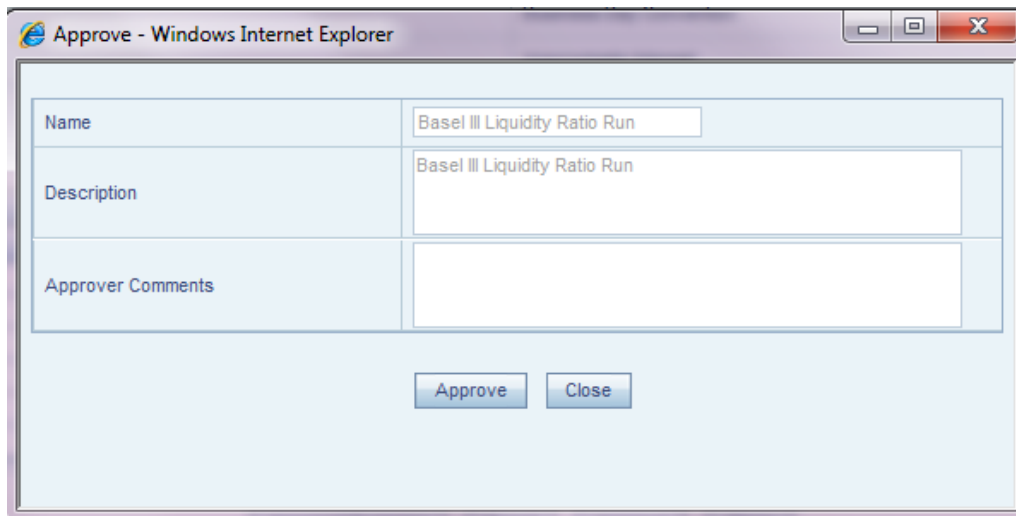 Approve - Windows Internet Explorer
Name
Basel III Liquidity Ratio Run
Description
Basel III Liquidity Ratio Run
Approver Comments
Approve
Close